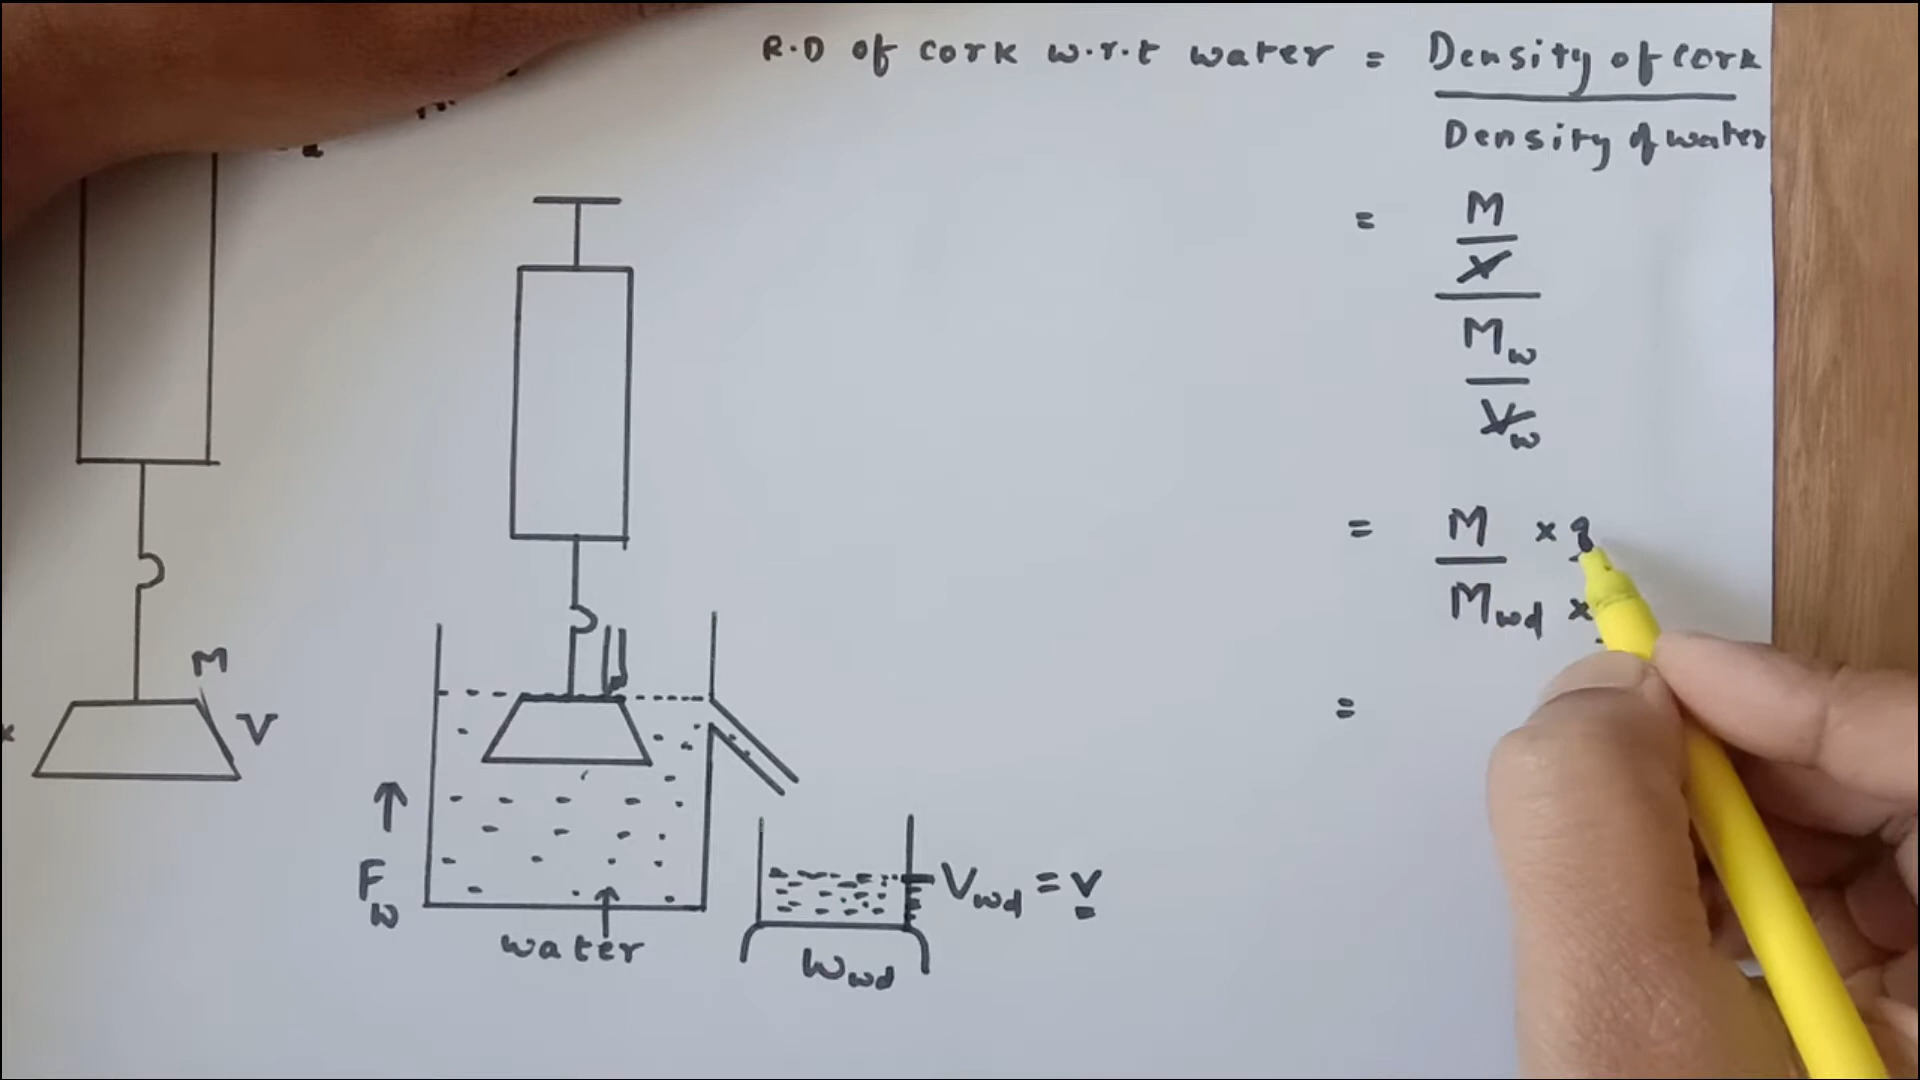 R.D of cork w.r.t water = Density of cork
Density of water
= M
V
Mw
Vw
= M × g
Mwd ×
=
M
V
Fw
water
Vwd = v
Wwd